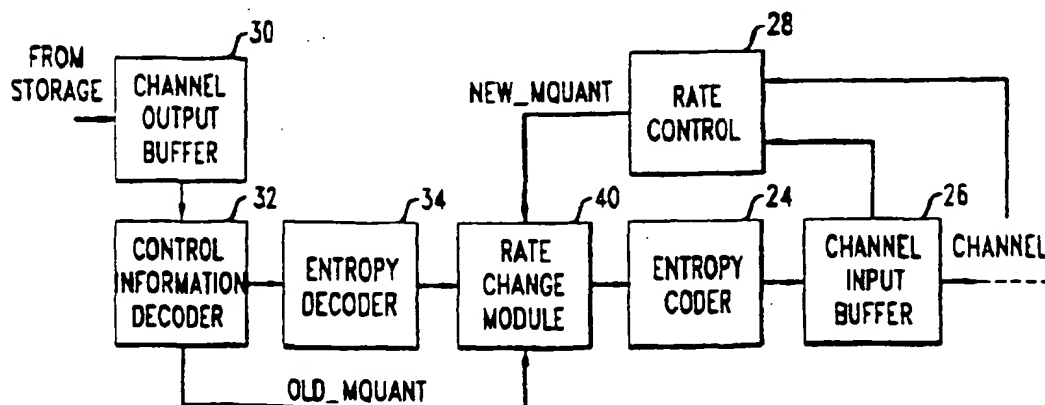 FROM
STORAGE
30
CHANNEL
OUTPUT
BUFFER
28
RATE
CONTROL
NEW_MQUANT
32
CONTROL
INFORMATION
DECODER
34
ENTROPY
DECODER
40
RATE
CHANGE
MODULE
24
ENTROPY
CODER
26
CHANNEL
INPUT
BUFFER
CHANNEL
OLD_MQUANT